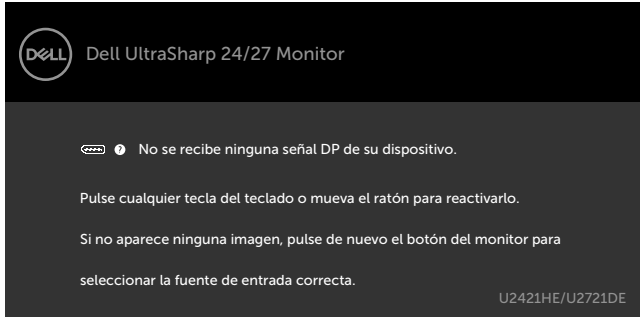 DELL Dell UltraSharp 24/27 Monitor
? No se recibe ninguna señal DP de su dispositivo.
Pulse cualquier tecla del teclado o mueva el ratón para reactivarlo.
Si no aparece ninguna imagen, pulse de nuevo el botón del monitor para
seleccionar la fuente de entrada correcta.
U2421HE/U2721DE